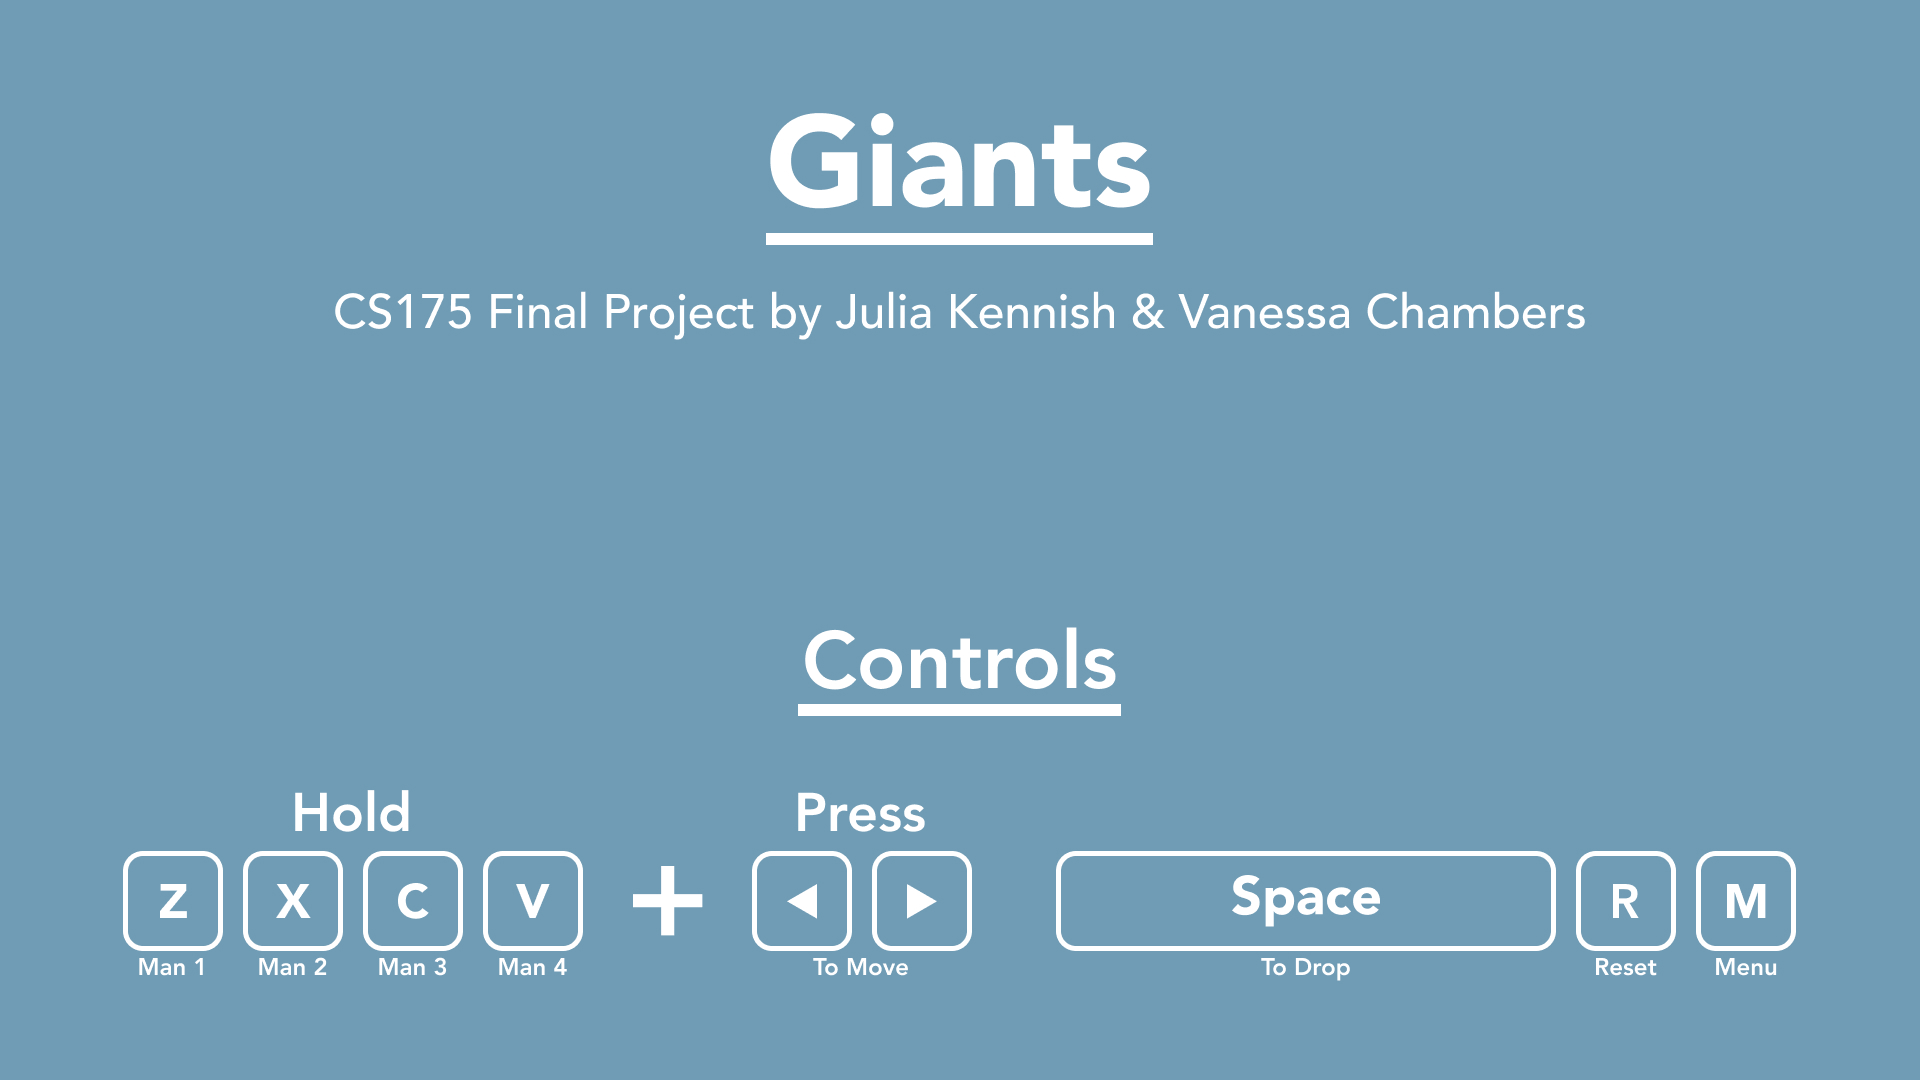 Giants
CS175 Final Project by Julia Kennish & Vanessa Chambers
Controls
Hold
Press
Z X C V + ◀ ▶ Space R M
Man 1 Man 2 Man 3 Man 4 To Move To Drop Reset Menu